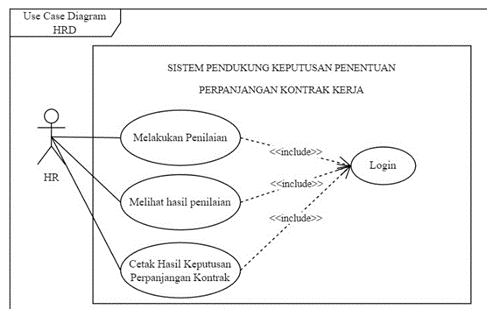 Use Case Diagram
HRD
SISTEM PENDUKUNG KEPUTUSAN PENENTUAN
PERPANJANGAN KONTRAK KERJA
Melakukan Penilaian
<<include>>
Login
HR
Melihat hasil penilaian
<<include>>
<<include>>
Cetak Hasil Keputusan
Perpanjangan Kontrak